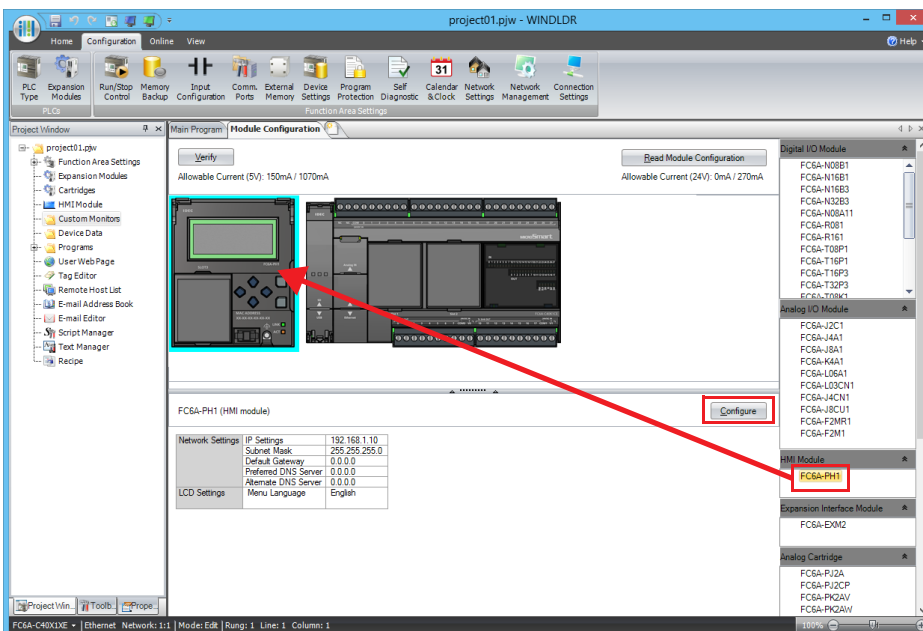 project01.pjw - WINDLDR
Home Configuration Online View
Help
PLC Type
Expansion Modules
Run/Stop Control
Memory Backup
Input Configuration
Comm. Ports
External Memory
Device Settings
Program Protection
Self Diagnostic
Calendar & Clock
Network Settings
Network Management
Connection Settings
PLCs
Function Area Settings
Project Window
Main Program
Module Configuration
project01.pjw
Function Area Settings
Expansion Modules
Cartridges
HMI Module
Custom Monitors
Device Data
Programs
User Web Page
Tag Editor
Remote Host List
E-mail Address Book
E-mail Editor
Script Manager
Text Manager
Recipe
Verify
Read Module Configuration
Allowable Current (5V): 150mA / 1070mA
Allowable Current (24V): 0mA / 270mA
FC6A-PH1 (HMI module)
Configure
Network Settings IP Settings 192.168.1.10
Subnet Mask 255.255.255.0
Default Gateway 0.0.0.0
Preferred DNS Server 0.0.0.0
Alternate DNS Server 0.0.0.0
LCD Settings Menu Language English
Digital I/O Module
FC6A-N08B1
FC6A-N16B1
FC6A-N16B3
FC6A-N32B3
FC6A-N08A11
FC6A-R081
FC6A-R161
FC6A-T08P1
FC6A-T16P1
FC6A-T16P3
FC6A-T32P3
FC6A-T08K1
Analog I/O Module
FC6A-J2C1
FC6A-J4A1
FC6A-J8A1
FC6A-K4A1
FC6A-L06A1
FC6A-L03CN1
FC6A-J4CN1
FC6A-J8CU1
FC6A-F2MR1
FC6A-F2M1
HMI Module
FC6A-PH1
Expansion Interface Module
FC6A-EXM2
Analog Cartridge
FC6A-PJ2A
FC6A-PJ2CP
FC6A-PK2AV
FC6A-PK2AW
Project Win...
Toolb...
Prope...
FC6A-C40X1XE Ethernet Network: 1:1 Mode: Edit Rung: 1 Line: 1 Column: 1
100%